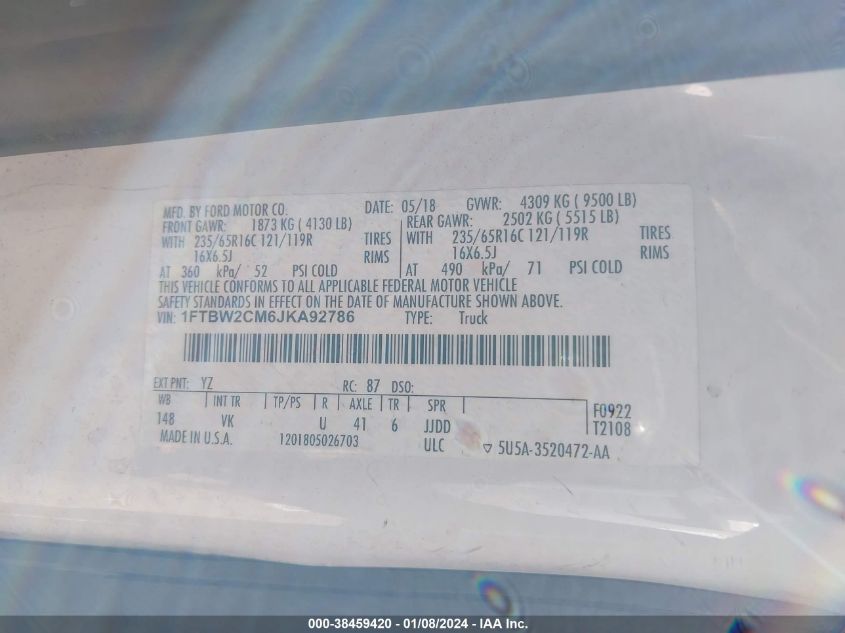 MFD. BY FORD MOTOR CO. DATE: 05/18 GVWR: 4309 KG ( 9500 LB)
FRONT GAWR: 1873 KG ( 4130 LB) REAR GAWR: 2502 KG ( 5515 LB)
WITH 235/65R16C 121/119R TIRES WITH 235/65R16C 121/119R TIRES
16X6.5J RIMS 16X6.5J RIMS
AT 360 kPa/ 52 PSI COLD AT 490 kPa/ 71 PSI COLD
THIS VEHICLE CONFORMS TO ALL APPLICABLE FEDERAL MOTOR VEHICLE
SAFETY STANDARDS IN EFFECT ON THE DATE OF MANUFACTURE SHOWN ABOVE.
VIN: 1FTBW2CM6JKA92786 TYPE: Truck
EXT PNT: YZ RC: 87 DSO:
WB INT TR TP/PS R AXLE TR SPR F0922
148 VK U 41 6 JJDD T2108
MADE IN U.S.A. 1201805026703 ULC ▽ 5U5A-3520472-AA
000-38459420 - 01/08/2024 - IAA Inc.